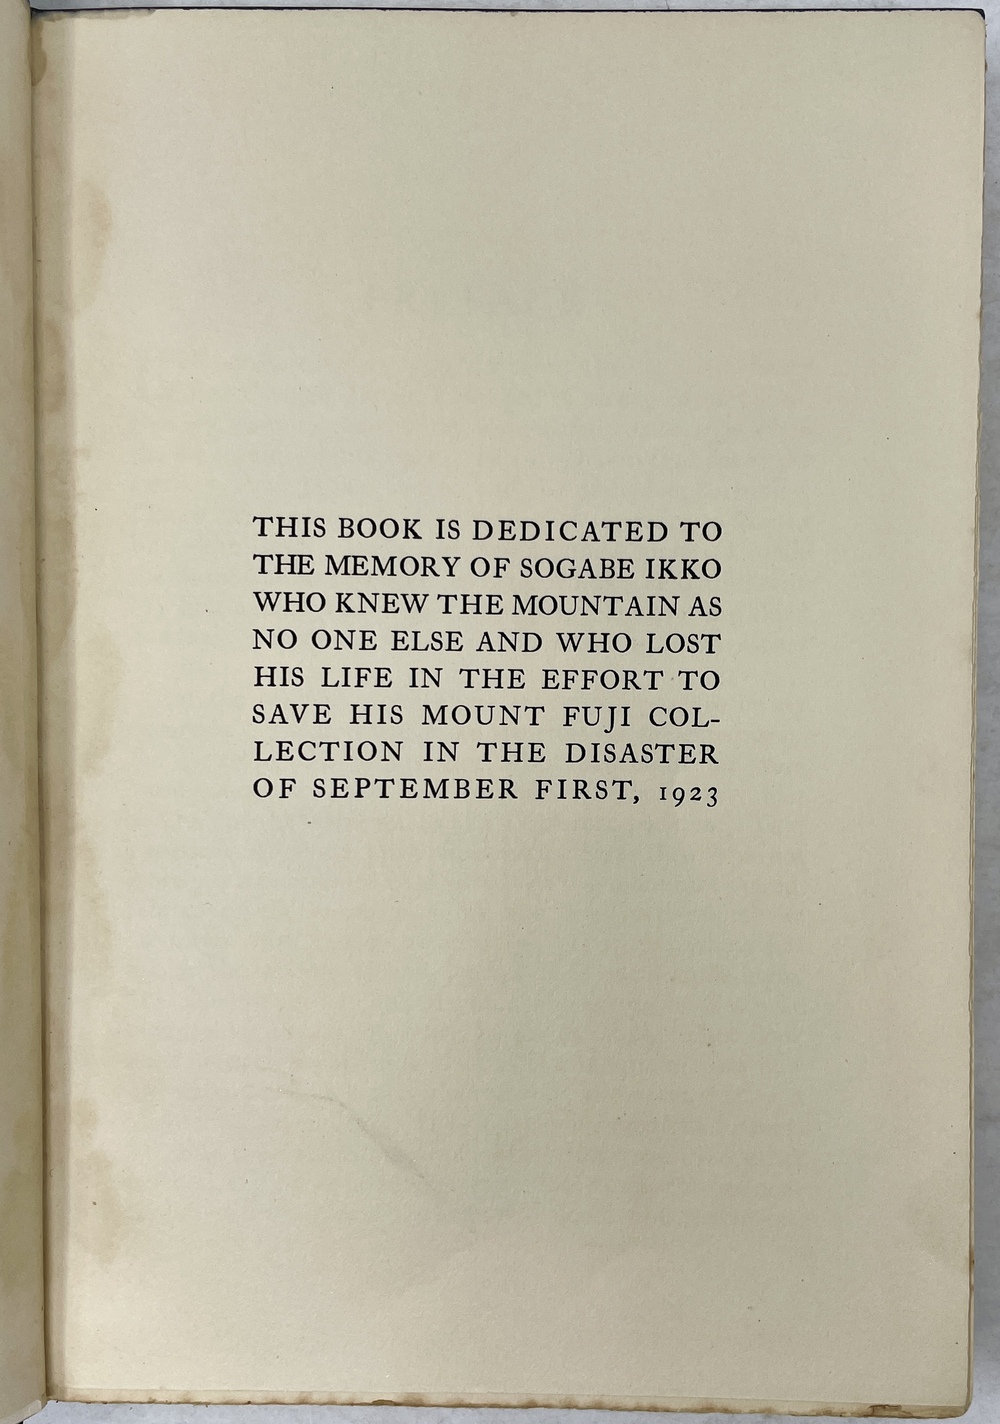 THIS BOOK IS DEDICATED TO
THE MEMORY OF SOGABE IKKO
WHO KNEW THE MOUNTAIN AS
NO ONE ELSE AND WHO LOST
HIS LIFE IN THE EFFORT TO
SAVE HIS MOUNT FUJI COL-
LECTION IN THE DISASTER
OF SEPTEMBER FIRST, 1923